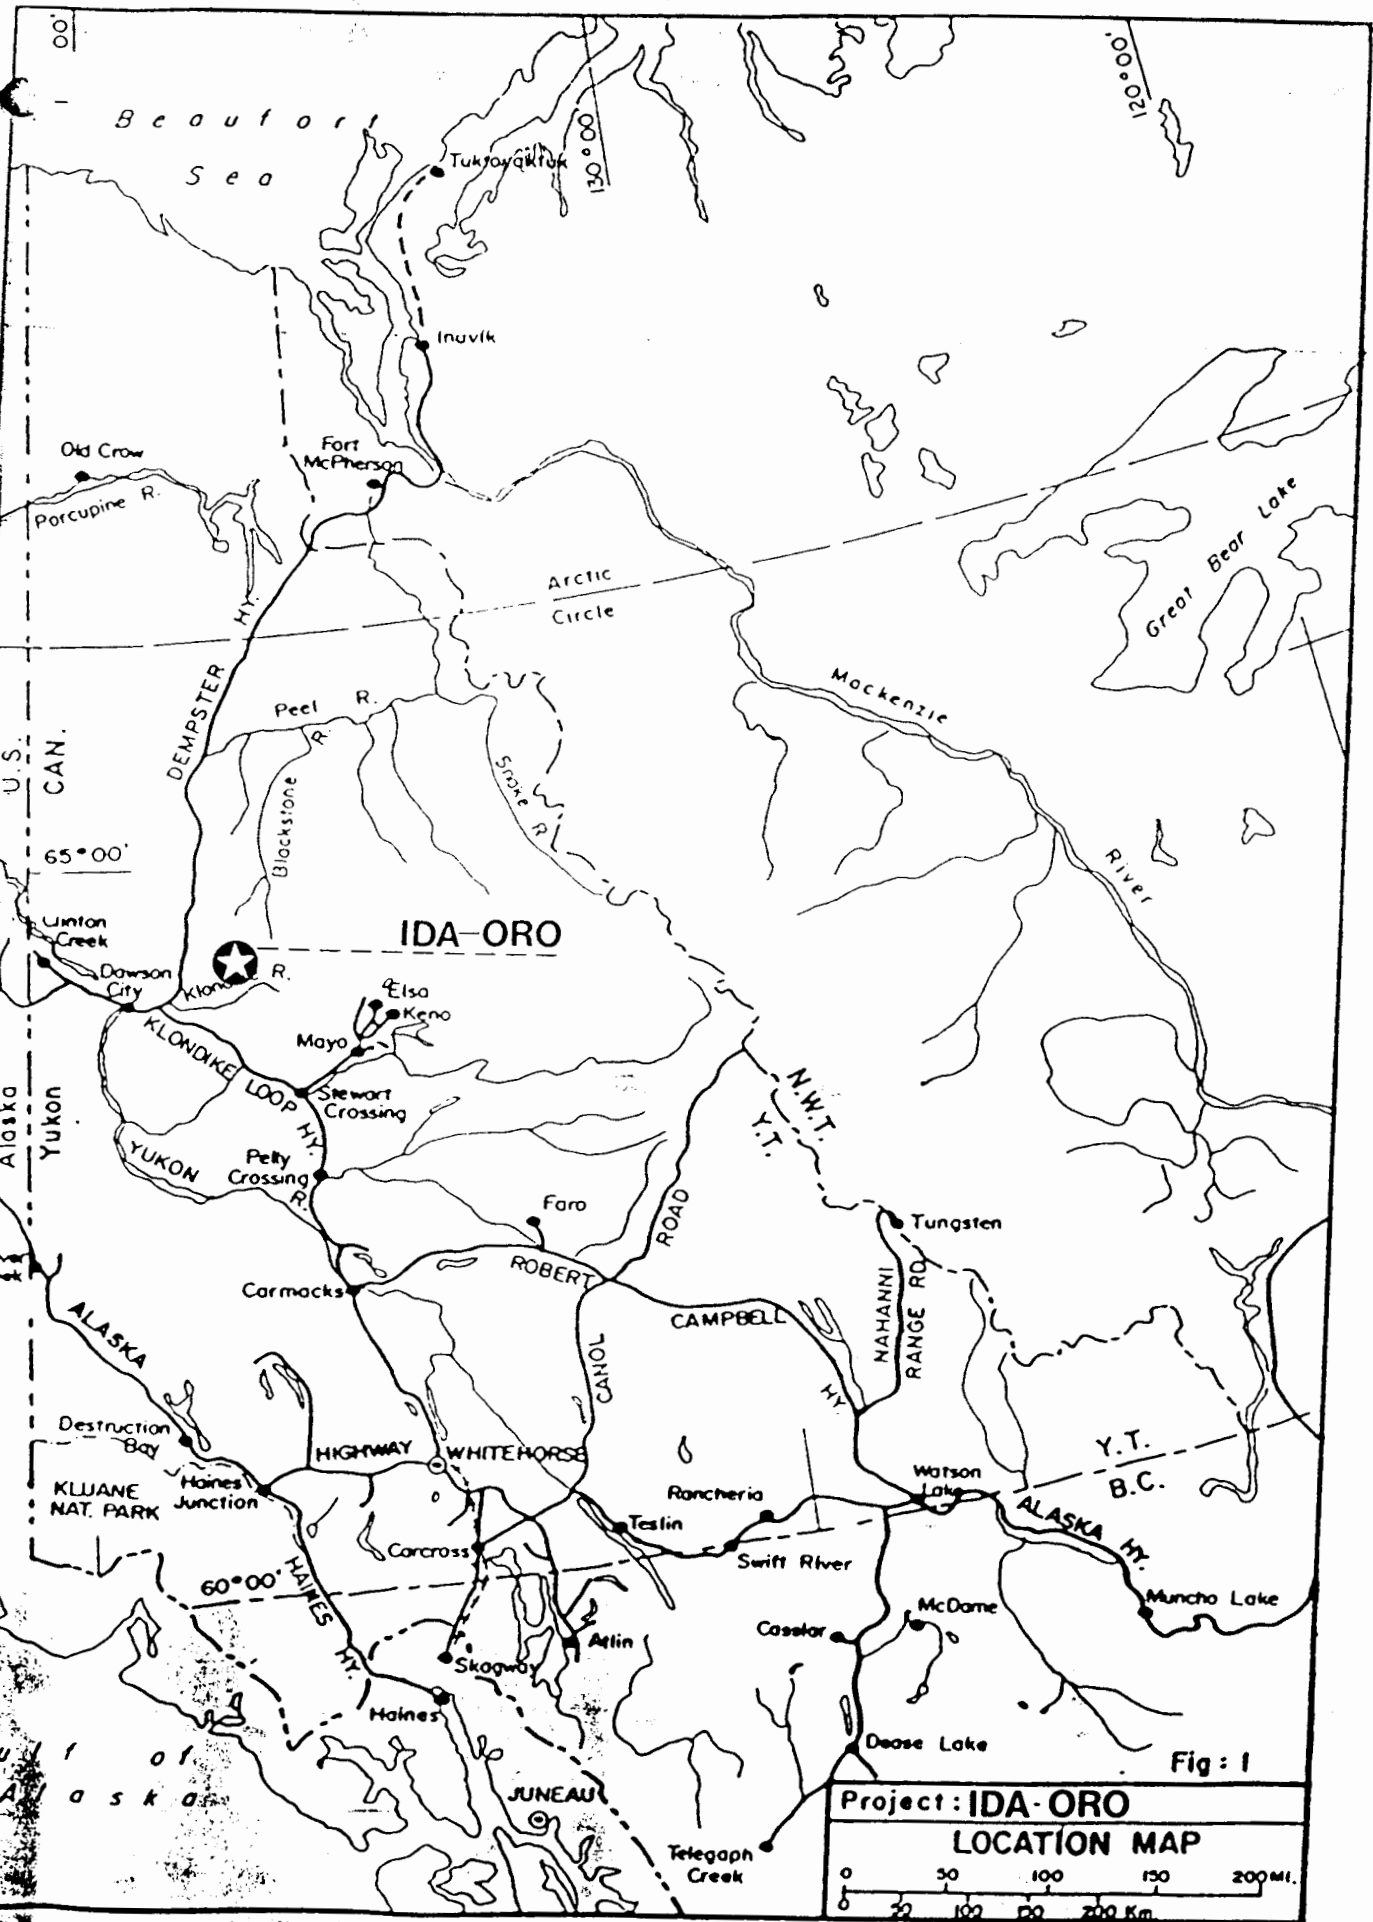 00'
Beaufort
Sea
130°00'
120°00'
Tuktoyaktuk
Inuvik
Old Crow
Porcupine R.
Fort
McPherson
Arctic
Circle
Great Bear Lake
DEMPSTER HY.
Peel R.
Blackstone R.
Snake R.
Mackenzie
River
U.S.
CAN.
65°00'
Clinton
Creek
IDA-ORO
Dawson
City
R.
Elsa
Keno
Mayo
KLONDIKE LOOP HY.
Stewart
Crossing
Alaska
Yukon
YUKON R.
Pelly
Crossing
N.W.T.
Y.T.
Faro
ROAD
Tungsten
ROBERT CAMPBELL HY.
NAHANNI
RANGE RD.
Carmacks
CANOL
ALASKA
Destruction
Bay
HIGHWAY
WHITEHORSE
KLUANE
NAT. PARK
Haines
Junction
Rancheria
Watson
Lake
Y.T.
B.C.
ALASKA HY.
Teslin
Carcross
Swift River
60°00'
HAINES HY.
Muncho Lake
McDame
Cassiar
Atlin
Skagway
Haines
Dease Lake
of
Alaska
JUNEAU
Telegaph
Creek
Fig: 1
Project: IDA-ORO
LOCATION MAP
0 50 100 150 200 MI.
0 100 200 Km